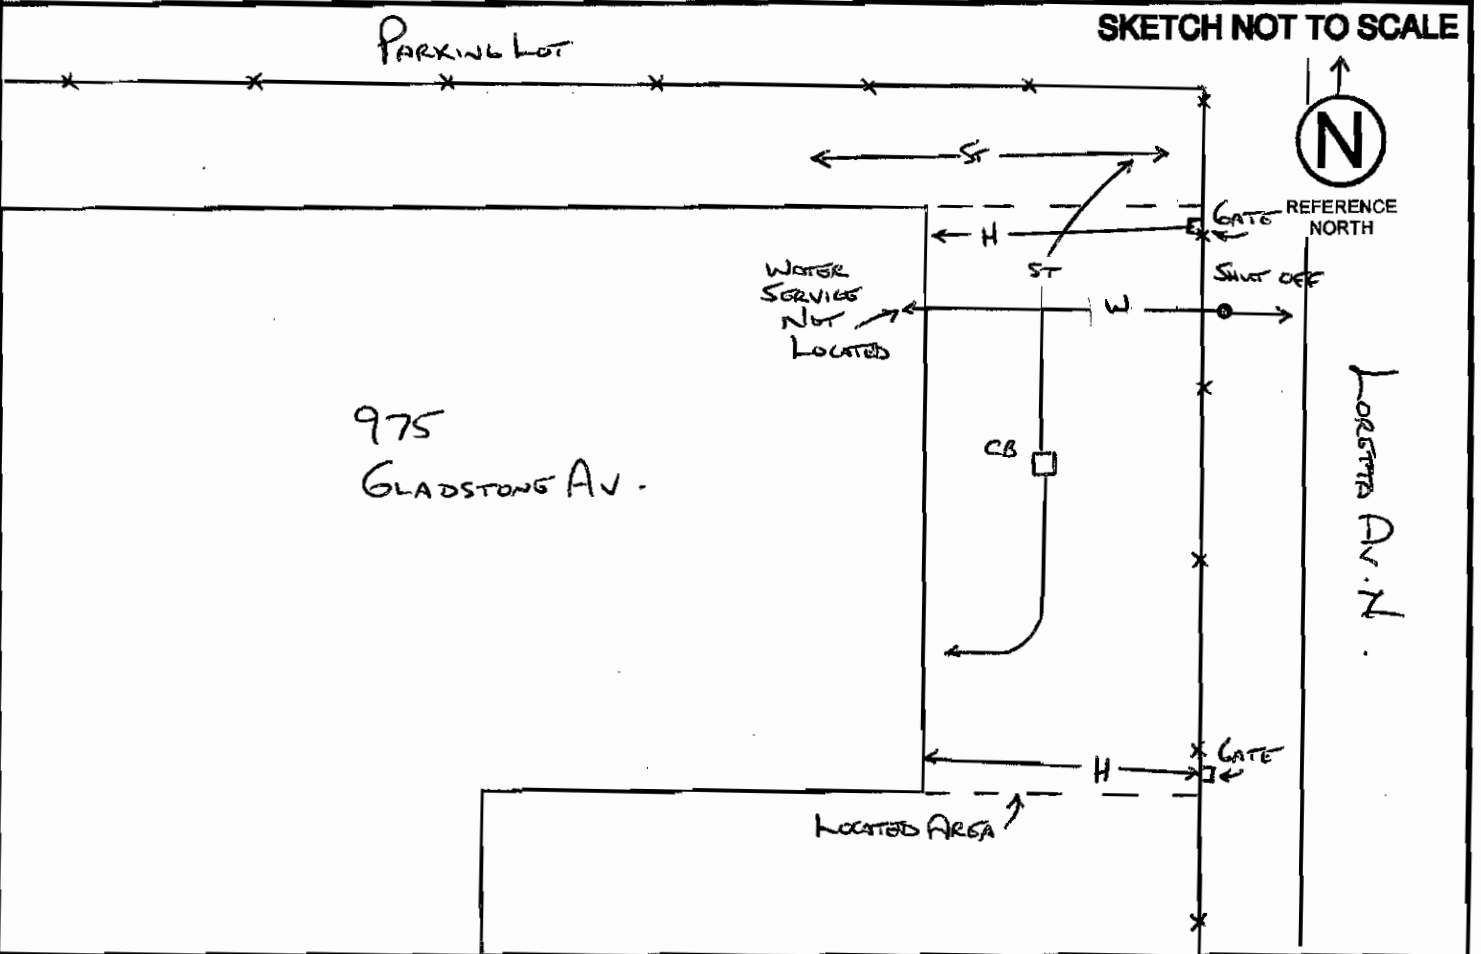 SKETCH NOT TO SCALE
PARKING LOT
N
REFERENCE
NORTH
ST
GATE
H
SHUT OFF
ST
WATER
SERVICE
NOT
LOCATED
W
LORETTA AV. N.
975
GLADSTONE AV.
CB
GATE
H
LOCATED AREA